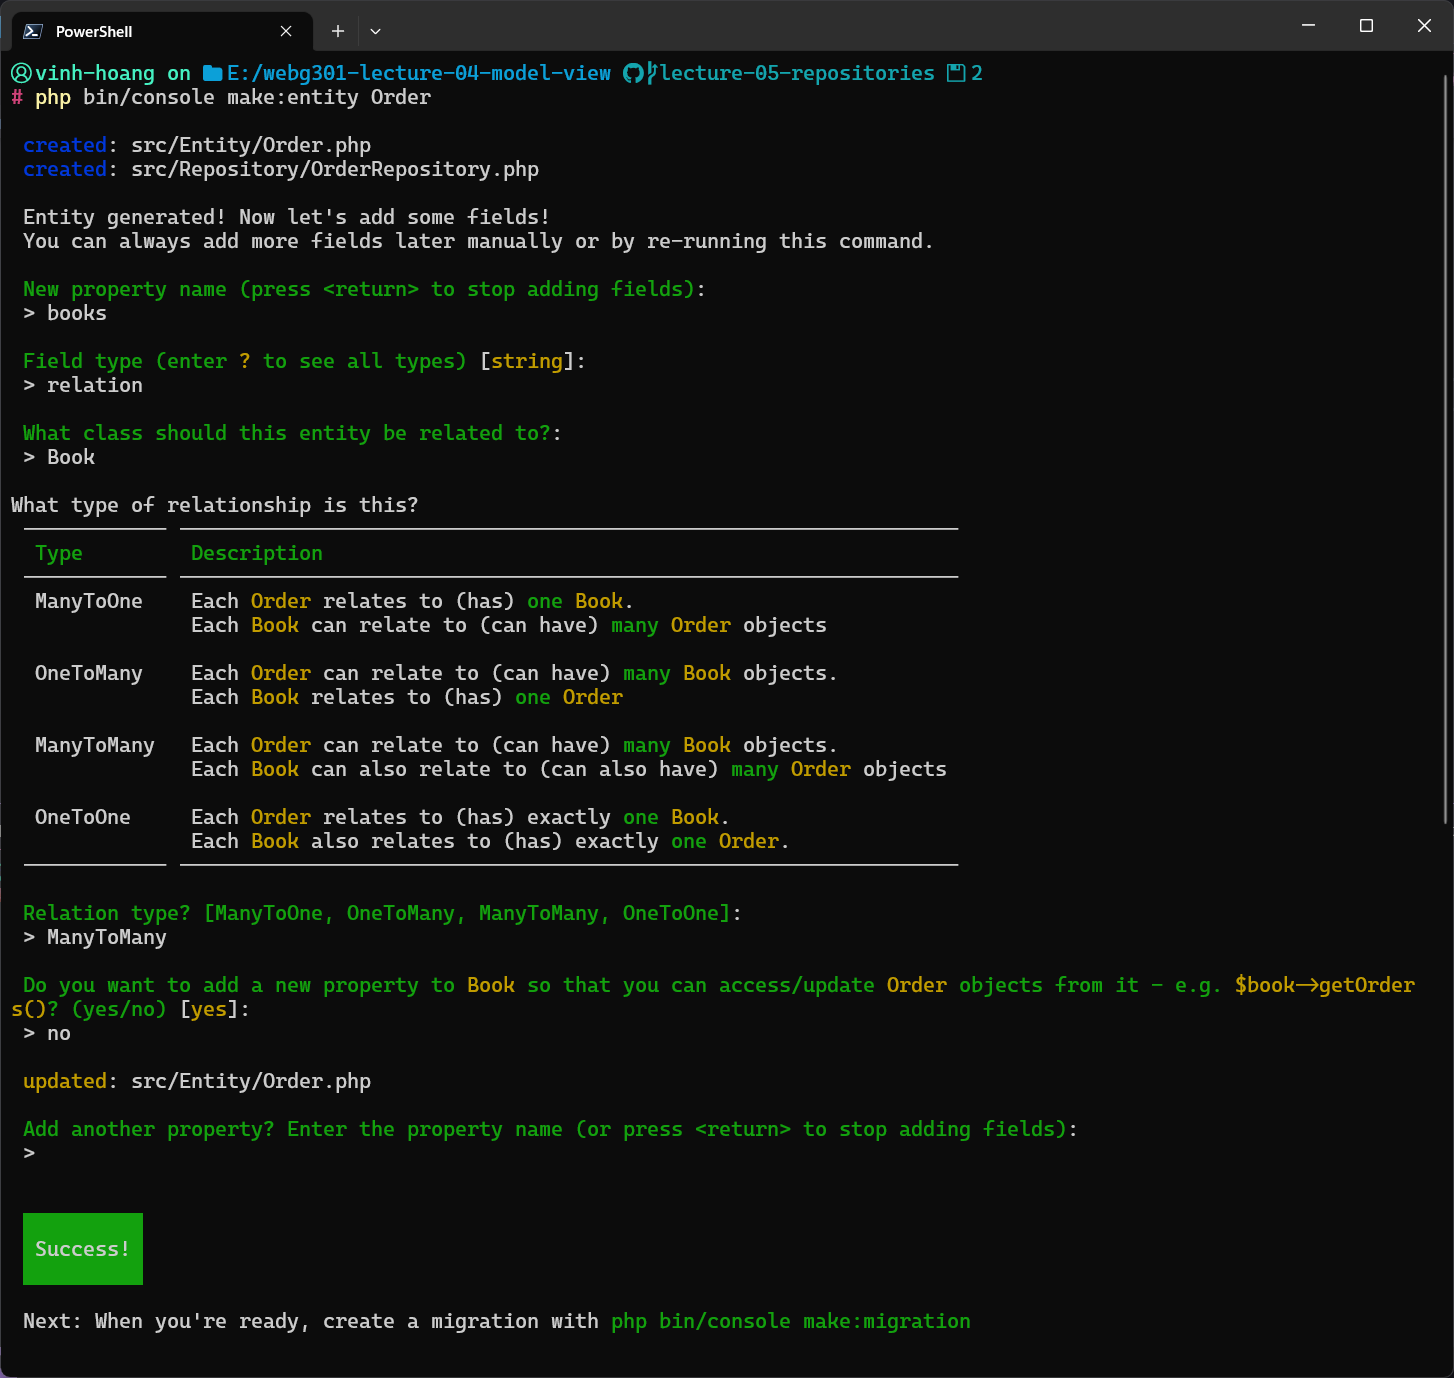 PowerShell
vinh-hoang on E:/webg301-lecture-04-model-view lecture-05-repositories 2
# php bin/console make:entity Order
created: src/Entity/Order.php
created: src/Repository/OrderRepository.php
Entity generated! Now let's add some fields!
You can always add more fields later manually or by re-running this command.
New property name (press <return> to stop adding fields):
> books
Field type (enter ? to see all types) [string]:
> relation
What class should this entity be related to?:
> Book
What type of relationship is this?
Type Description
ManyToOne Each Order relates to (has) one Book.
Each Book can relate to (can have) many Order objects
OneToMany Each Order can relate to (can have) many Book objects.
Each Book relates to (has) one Order
ManyToMany Each Order can relate to (can have) many Book objects.
Each Book can also relate to (can also have) many Order objects
OneToOne Each Order relates to (has) exactly one Book.
Each Book also relates to (has) exactly one Order.
Relation type? [ManyToOne, OneToMany, ManyToMany, OneToOne]:
> ManyToMany
Do you want to add a new property to Book so that you can access/update Order objects from it - e.g. $book->getOrder
s()? (yes/no) [yes]:
> no
updated: src/Entity/Order.php
Add another property? Enter the property name (or press <return> to stop adding fields):
>
Success!
Next: When you're ready, create a migration with php bin/console make:migration